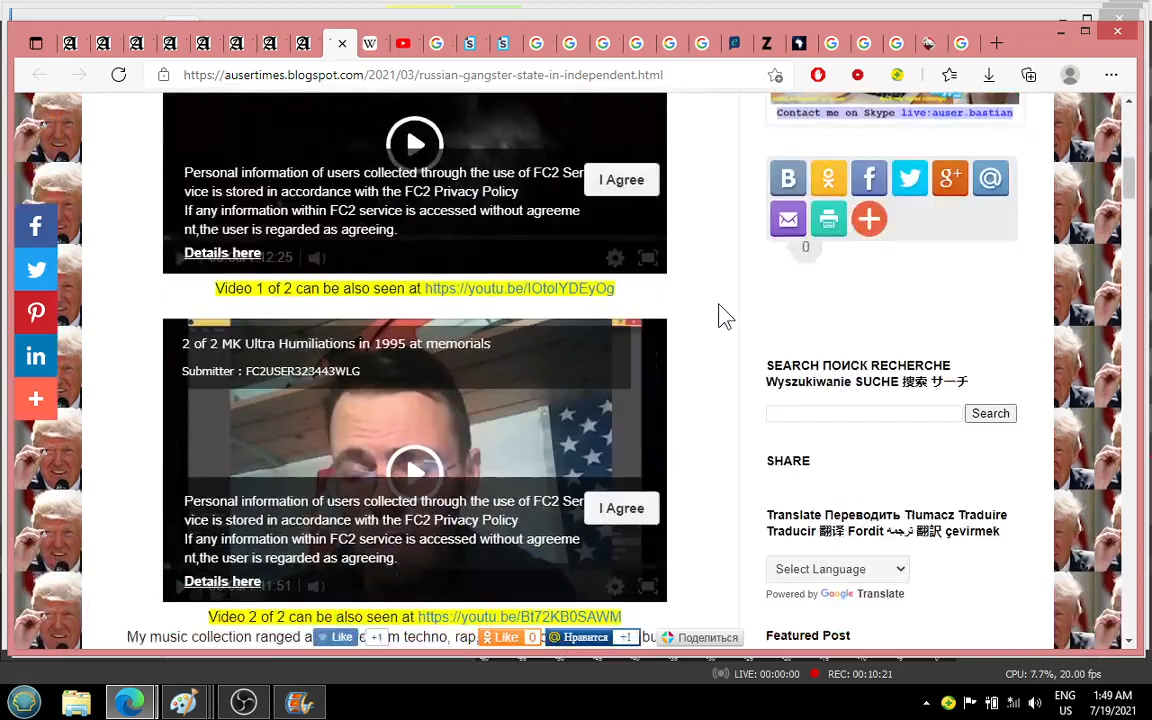 https://ausertimes.blogspot.com/2021/03/russian-gangster-state-in-independent.html
Contact me on Skype live:auser.bastian
Personal information of users collected through the use of FC2 Ser
vice is stored in accordance with the FC2 Privacy Policy
If any information within FC2 service is accessed without agreeme
nt,the user is regarded as agreeing.
Details here
I Agree
12:25
Video 1 of 2 can be also seen at https://youtu.be/IOtolYDEyOg
2 of 2 MK Ultra Humiliations in 1995 at memorials
Submitter : FC2USER323443WLG
Personal information of users collected through the use of FC2 Ser
vice is stored in accordance with the FC2 Privacy Policy
If any information within FC2 service is accessed without agreeme
nt,the user is regarded as agreeing.
Details here
I Agree
11:51
Video 2 of 2 can be also seen at https://youtu.be/Bt72KB0SAWM
My music collection ranged a
Like +1
m techno, rap,
Like 0
Нравится +1
Поделиться
0
SEARCH ПОИСК RECHERCHE
Wyszukiwanie SUCHE 搜索 サーチ
Search
SHARE
Translate Переводить Tłumacz Traduire
Traducir 翻译 Fordít ترجمه 翻訳 çevirmek
Select Language
Powered by Google Translate
Featured Post
LIVE: 00:00:00
REC: 00:10:21
CPU: 7.7%, 20.00 fps
ENG
US
1:49 AM
7/19/2021